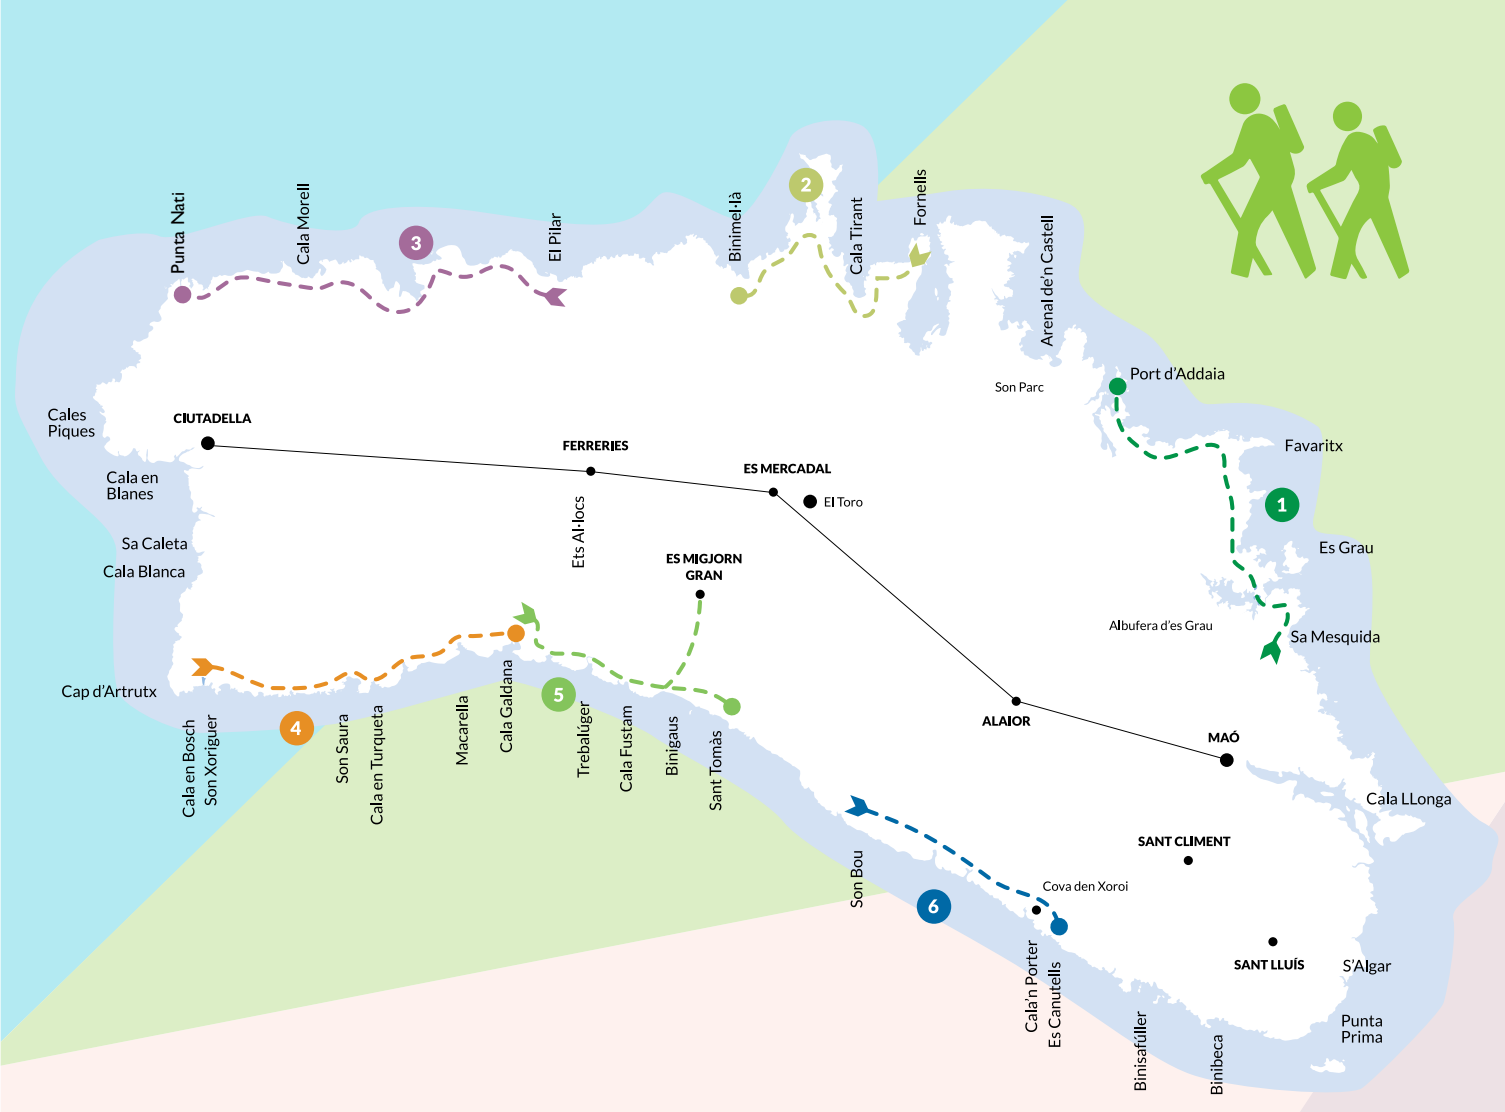 Punta Nati
Cala Morell
3
El Pilar
Binimel·là
2
Cala Tirant
Fornells
Arenal de'n Castell
Son Parc
Port d'Addaia
Favaritx
1
Es Grau
Albufera d'es Grau
Sa Mesquida
Cales
Piques
CIUTADELLA
FERRERIES
ES MERCADAL
El Toro
Cala en
Blanes
Ets Al·locs
Sa Caleta
Cala Blanca
ES MIGJORN
GRAN
Cap d'Artrutx
Cala en Bosch
Son Xoriguer
4
Son Saura
Cala en Turqueta
Macarella
Cala Galdana
5
Trebalúger
Cala Fustam
Binigaus
Sant Tomàs
ALAIOR
MAÓ
Cala LLonga
SANT CLIMENT
Son Bou
6
Cova den Xoroi
Cala'n Porter
Es Canutells
SANT LLUÍS
S'Algar
Punta
Prima
Binisafúller
Binibeca